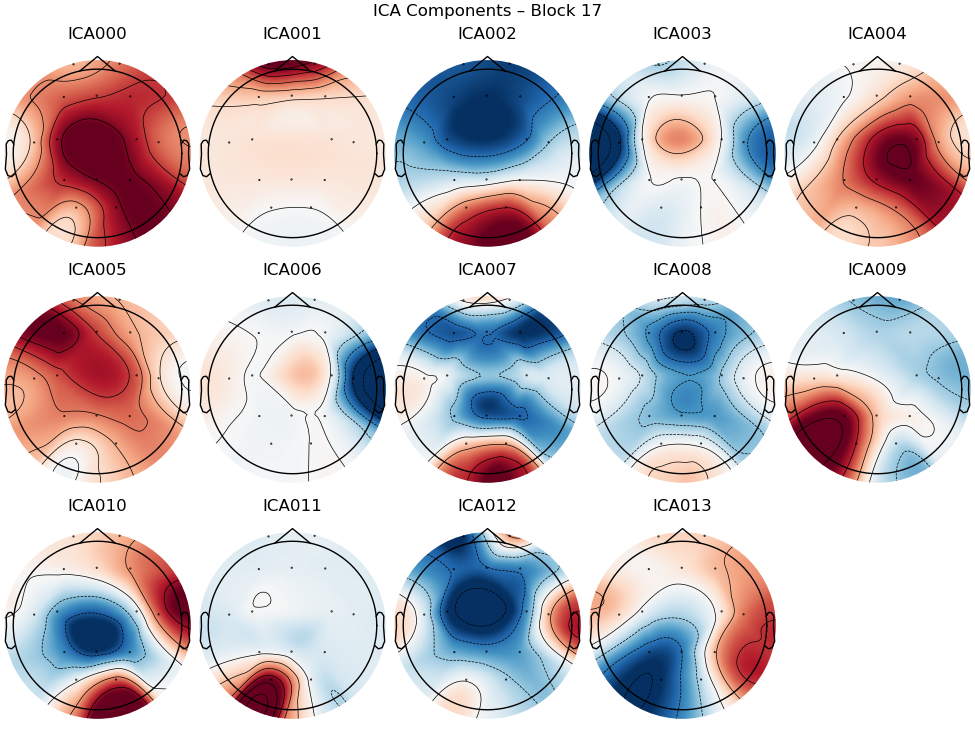 ICA Components – Block 17
ICA000 ICA001 ICA002 ICA003 ICA004
ICA005 ICA006 ICA007 ICA008 ICA009
ICA010 ICA011 ICA012 ICA013